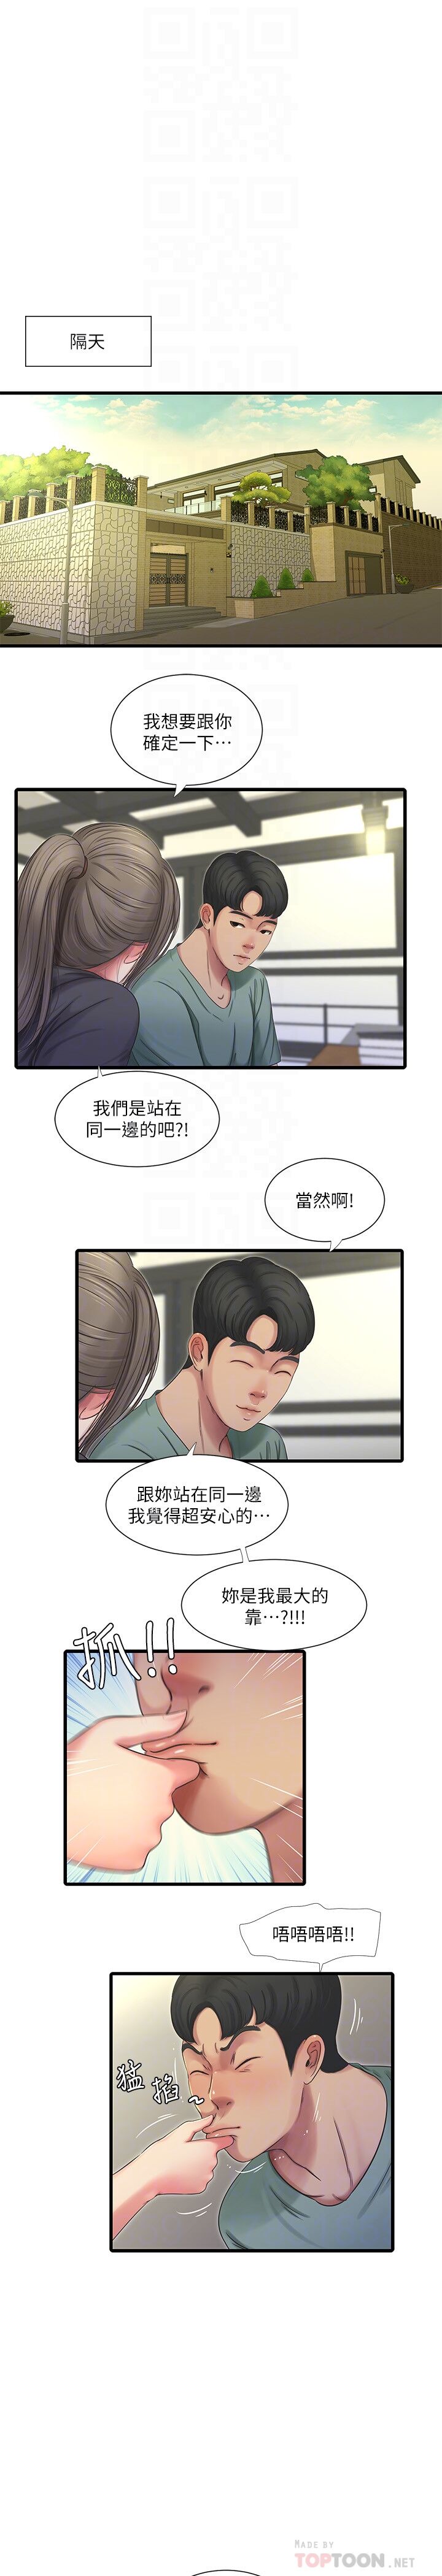 隔天
我想要跟你
確定一下⋯
我們是站在
同一邊的吧?!
當然啊!
跟妳站在同一邊
我覺得超安心的⋯
妳是我最大的
靠⋯?!!!
抓!!
唔唔唔唔!!
猛掐~
MADE BY
TOPTOON.NET